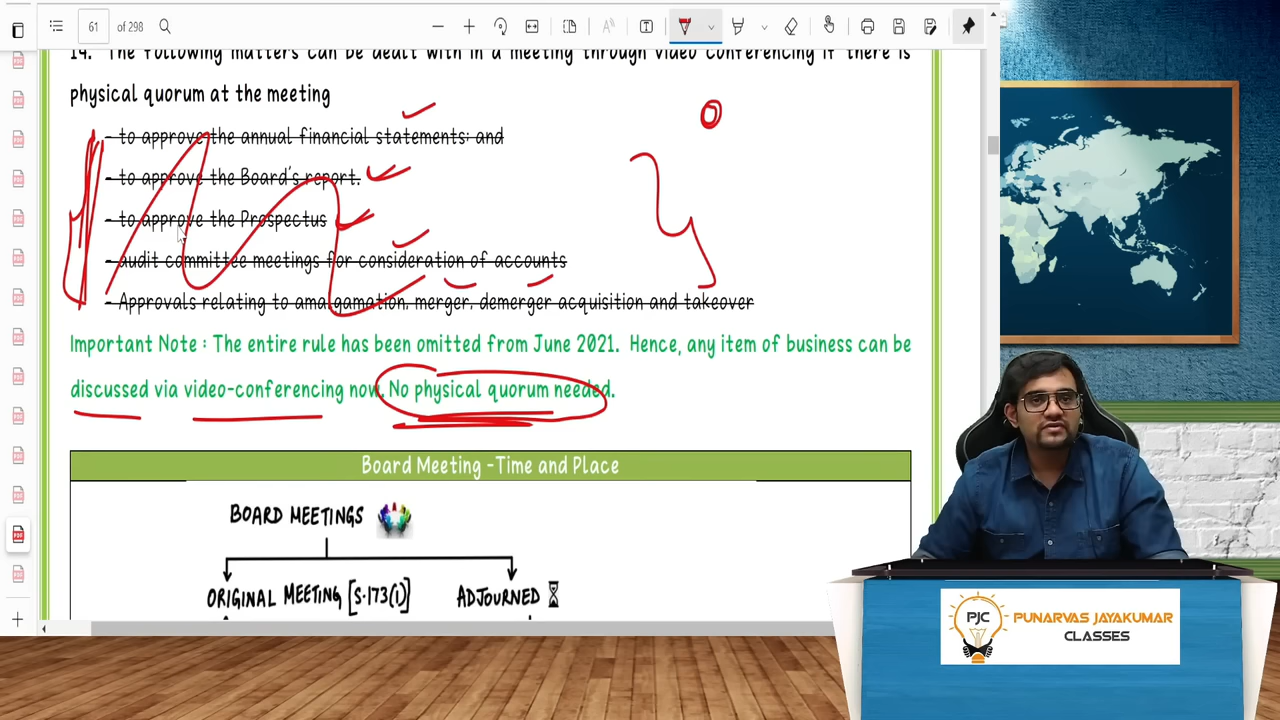 61 of 298
14. The following matters can be dealt with in a meeting through video conferencing if there is
physical quorum at the meeting
- to approve the annual financial statements; and
- to approve the Board's report.
- to approve the Prospectus
- audit committee meetings for consideration of accounts
- Approvals relating to amalgamation, merger, demerger acquisition and takeover
Important Note : The entire rule has been omitted from June 2021. Hence, any item of business can be
discussed via video-conferencing now. No physical quorum needed.
Board Meeting -Time and Place
BOARD MEETINGS
ORIGINAL MEETING [S.173(1)]
ADJOURNED
PJC
PUNARVAS JAYAKUMAR
CLASSES